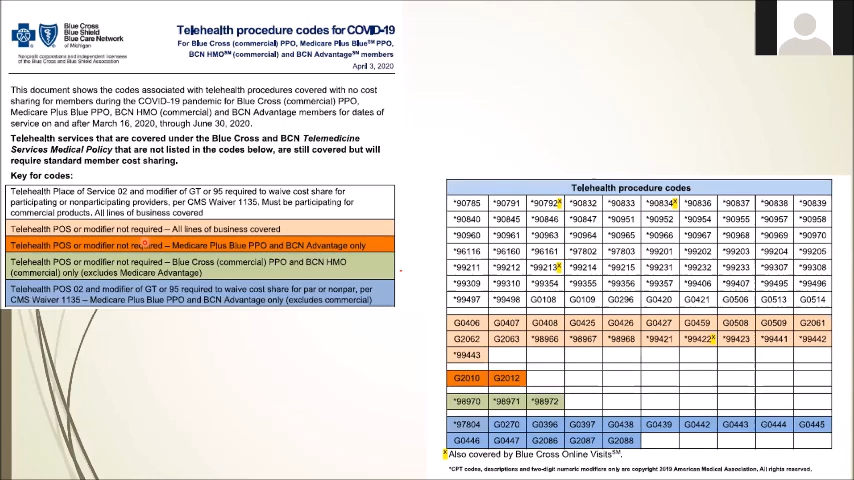 Blue Cross
Blue Shield
Blue Care Network
of Michigan
Nonprofit corporations and independent licensees
of the Blue Cross and Blue Shield Association
Telehealth procedure codes for COVID-19
For Blue Cross (commercial) PPO, Medicare Plus Blue℠ PPO,
BCN HMO℠ (commercial) and BCN Advantage℠ members
April 3, 2020
This document shows the codes associated with telehealth procedures covered with no cost
sharing for members during the COVID-19 pandemic for Blue Cross (commercial) PPO,
Medicare Plus Blue PPO, BCN HMO (commercial) and BCN Advantage members for dates of
service on and after March 16, 2020, through June 30, 2020.
Telehealth services that are covered under the Blue Cross and BCN Telemedicine
Services Medical Policy that are not listed in the codes below, are still covered but will
require standard member cost sharing.
Key for codes:
Telehealth Place of Service 02 and modifier of GT or 95 required to waive cost share for
participating or nonparticipating providers, per CMS Waiver 1135. Must be participating for
commercial products. All lines of business covered
Telehealth POS or modifier not required – All lines of business covered
Telehealth POS or modifier not required – Medicare Plus Blue PPO and BCN Advantage only
Telehealth POS or modifier not required – Blue Cross (commercial) PPO and BCN HMO
(commercial) only (excludes Medicare Advantage)
Telehealth POS 02 and modifier of GT or 95 required to waive cost share for par or nonpar, per
CMS Waiver 1135 – Medicare Plus Blue PPO and BCN Advantage only (excludes commercial)
Telehealth procedure codes
*90785 *90791 *90792x *90832 *90833 *90834x *90836 *90837 *90838 *90839
*90840 *90845 *90846 *90847 *90951 *90952 *90954 *90955 *90957 *90958
*90960 *90961 *90963 *90964 *90965 *90966 *90967 *90968 *90969 *90970
*96116 *96160 *96161 *97802 *97803 *99201 *99202 *99203 *99204 *99205
*99211 *99212 *99213x *99214 *99215 *99231 *99232 *99233 *99307 *99308
*99309 *99310 *99354 *99355 *99356 *99357 *99406 *99407 *99495 *99496
*99497 *99498 G0108 G0109 G0296 G0420 G0421 G0506 G0513 G0514
G0406 G0407 G0408 G0425 G0426 G0427 G0459 G0508 G0509 G2061
G2062 G2063 *98966 *98967 *98968 *99421 *99422x *99423 *99441 *99442
*99443
G2010 G2012
*98970 *98971 *98972
*97804 G0270 G0396 G0397 G0438 G0439 G0442 G0443 G0444 G0445
G0446 G0447 G2086 G2087 G2088
x Also covered by Blue Cross Online Visits℠.
*CPT codes, descriptions and two-digit numeric modifiers only are copyright 2019 American Medical Association, All rights reserved.